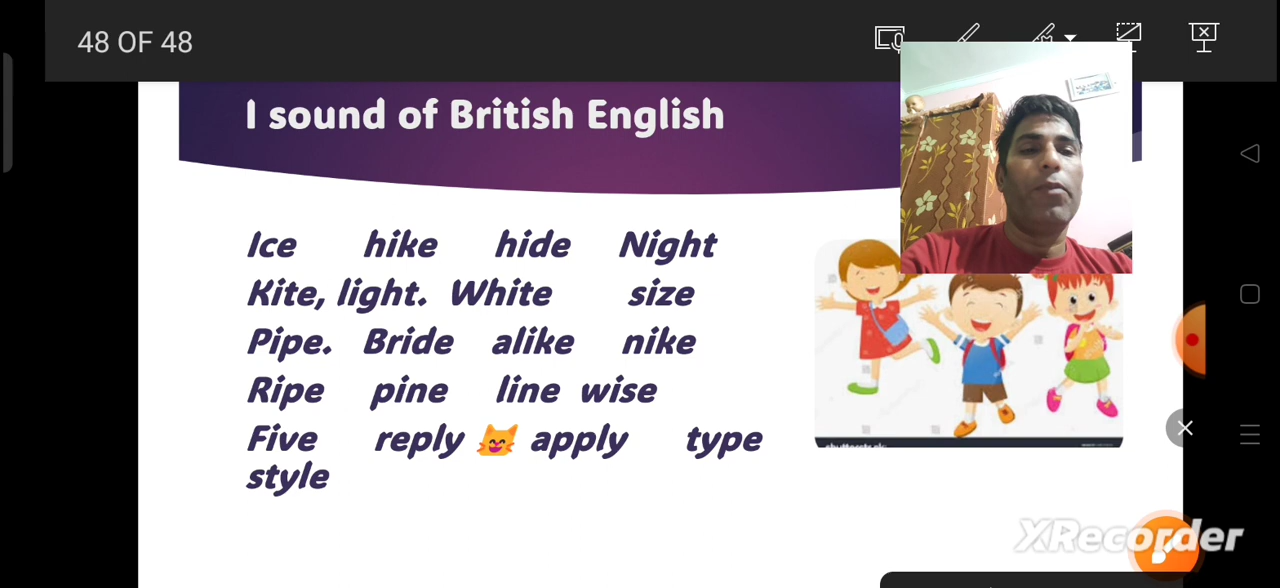 48 OF 48
I sound of British English
Ice hike hide Night
Kite, light. White size
Pipe. Bride alike nike
Ripe pine line wise
Five reply 😸 apply type
style
XRecorder